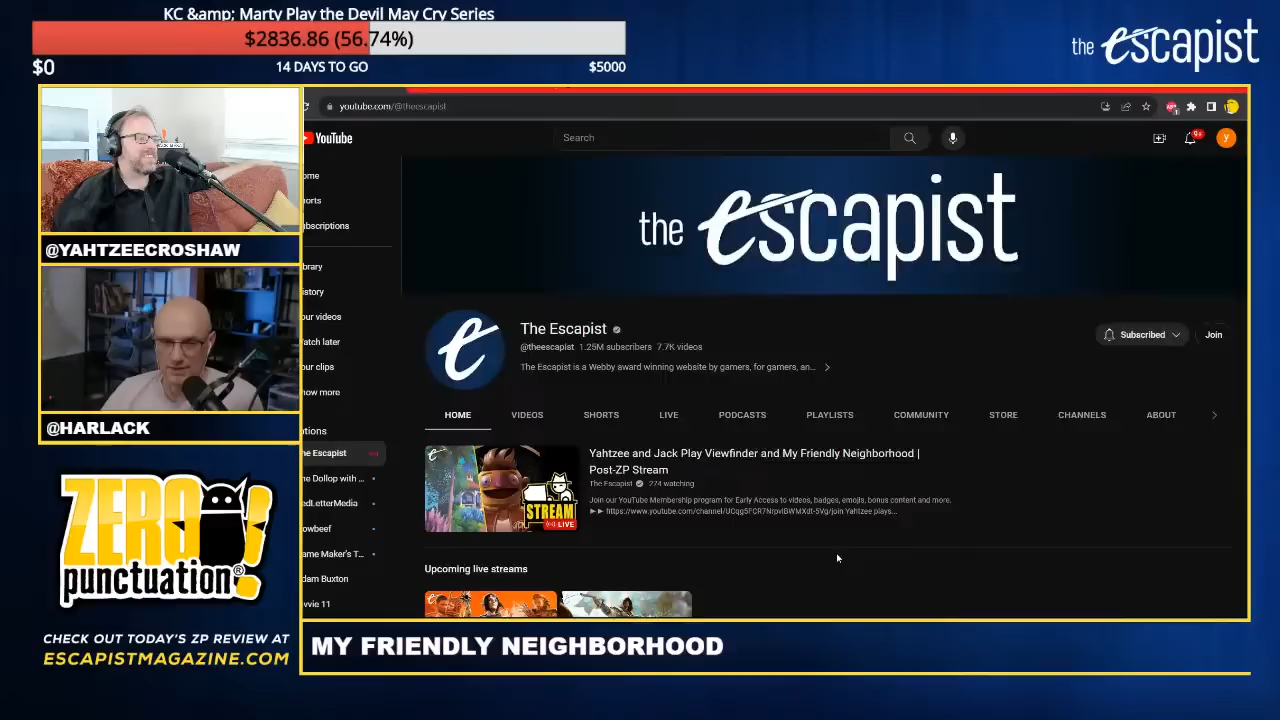 KC &amp; Marty Play the Devil May Cry Series
$2836.86 (56.74%)
$0
14 DAYS TO GO
$5000
the escapist
@YAHTZEECROSHAW
@HARLACK
ZERO
punctuation
CHECK OUT TODAY'S ZP REVIEW AT
ESCAPISTMAGAZINE.COM
youtube.com/@theescapist
YouTube
Search
9+
y
ome
orts
ubscriptions
brary
istory
our videos
atch later
our clips
how more
ptions
he Escapist
he Dollop with ...
edLetterMedia
owbeef
ame Maker's T...
dam Buxton
vvie 11
the escapist
The Escapist
@theescapist 1.25M subscribers 7.7K videos
The Escapist is a Webby award winning website by gamers, for gamers, an...
Subscribed
Join
HOME VIDEOS SHORTS LIVE PODCASTS PLAYLISTS COMMUNITY STORE CHANNELS ABOUT
STREAM
LIVE
Yahtzee and Jack Play Viewfinder and My Friendly Neighborhood |
Post-ZP Stream
The Escapist 274 watching
Join our YouTube Membership program for Early Access to videos, badges, emojis, bonus content and more.
Upcoming live streams
MY FRIENDLY NEIGHBORHOOD